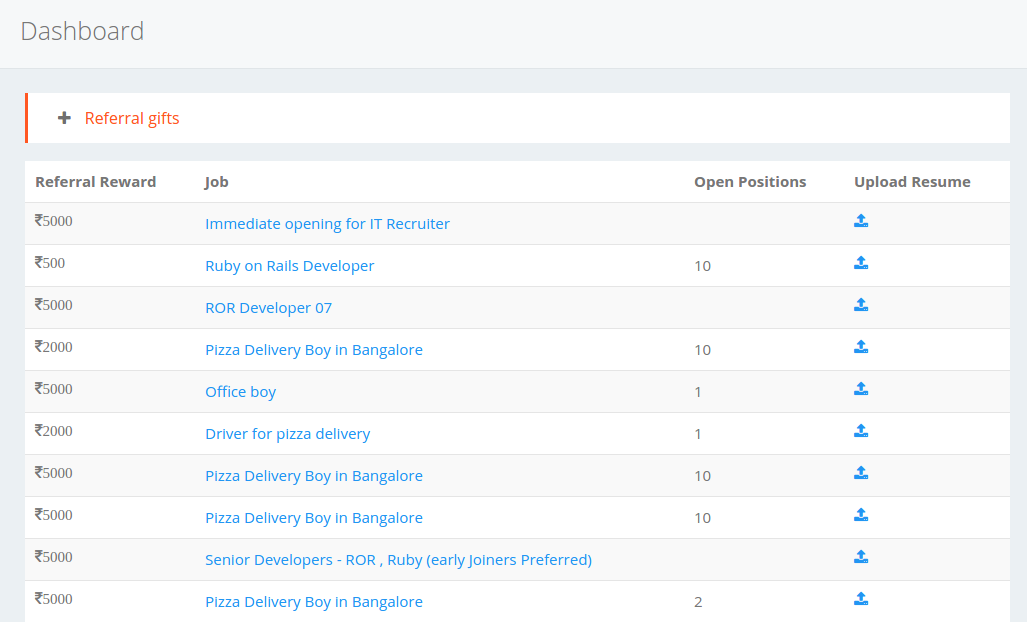 Dashboard
Referral gifts
Referral Reward Job Open Positions Upload Resume
₹5000 Immediate opening for IT Recruiter
₹500 Ruby on Rails Developer 10
₹5000 ROR Developer 07
₹2000 Pizza Delivery Boy in Bangalore 10
₹5000 Office boy 1
₹2000 Driver for pizza delivery 1
₹5000 Pizza Delivery Boy in Bangalore 10
₹5000 Pizza Delivery Boy in Bangalore 10
₹5000 Senior Developers - ROR , Ruby (early Joiners Preferred)
₹5000 Pizza Delivery Boy in Bangalore 2